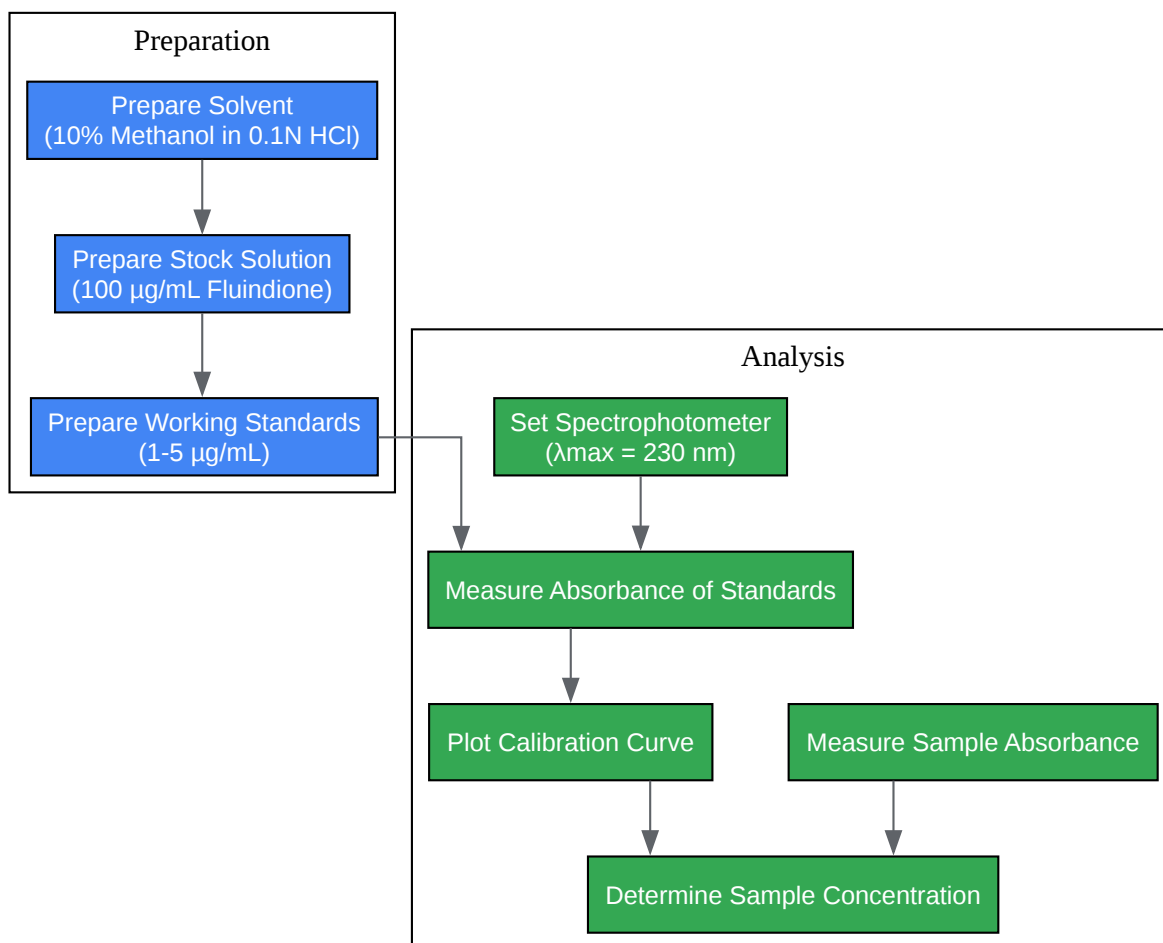 Preparation
Prepare Solvent
(10% Methanol in 0.1N HCl)
Prepare Stock Solution
(100 µg/mL Fluindione)
Prepare Working Standards
(1-5 µg/mL)
Analysis
Set Spectrophotometer
(λmax = 230 nm)
Measure Absorbance of Standards
Plot Calibration Curve
Measure Sample Absorbance
Determine Sample Concentration